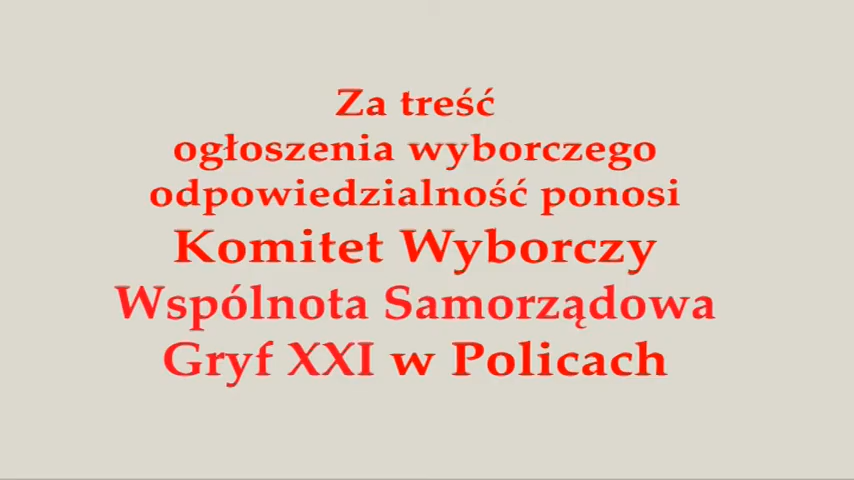 Za treść
ogłoszenia wyborczego
odpowiedzialność ponosi
Komitet Wyborczy
Wspólnota Samorządowa
Gryf XXI w Policach